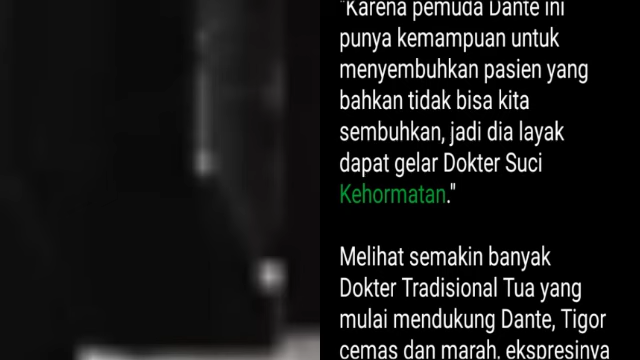 "Karena pemuda Dante ini
punya kemampuan untuk
menyembuhkan pasien yang
bahkan tidak bisa kita
sembuhkan, jadi dia layak
dapat gelar Dokter Suci
Kehormatan."
Melihat semakin banyak
Dokter Tradisional Tua yang
mulai mendukung Dante, Tigor
cemas dan marah, ekspresinya